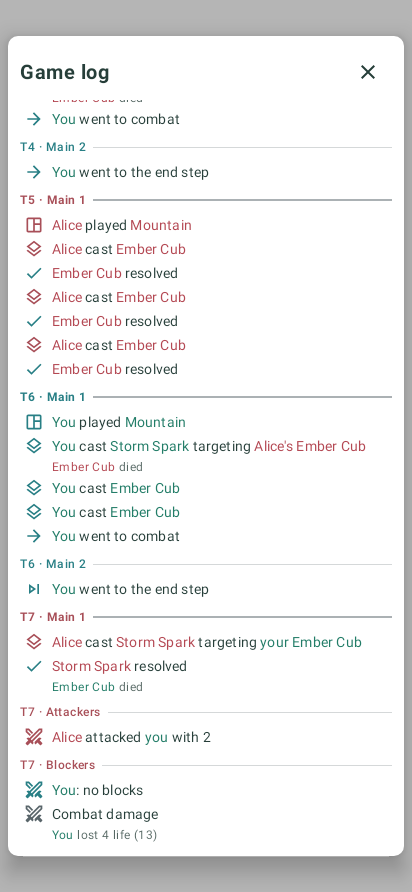 Game log
Ember Cub died
You went to combat
T4 · Main 2
You went to the end step
T5 · Main 1
Alice played Mountain
Alice cast Ember Cub
Ember Cub resolved
Alice cast Ember Cub
Ember Cub resolved
Alice cast Ember Cub
Ember Cub resolved
T6 · Main 1
You played Mountain
You cast Storm Spark targeting Alice's Ember Cub
Ember Cub died
You cast Ember Cub
You cast Ember Cub
You went to combat
T6 · Main 2
You went to the end step
T7 · Main 1
Alice cast Storm Spark targeting your Ember Cub
Storm Spark resolved
Ember Cub died
T7 · Attackers
Alice attacked you with 2
T7 · Blockers
You: no blocks
Combat damage
You lost 4 life (13)